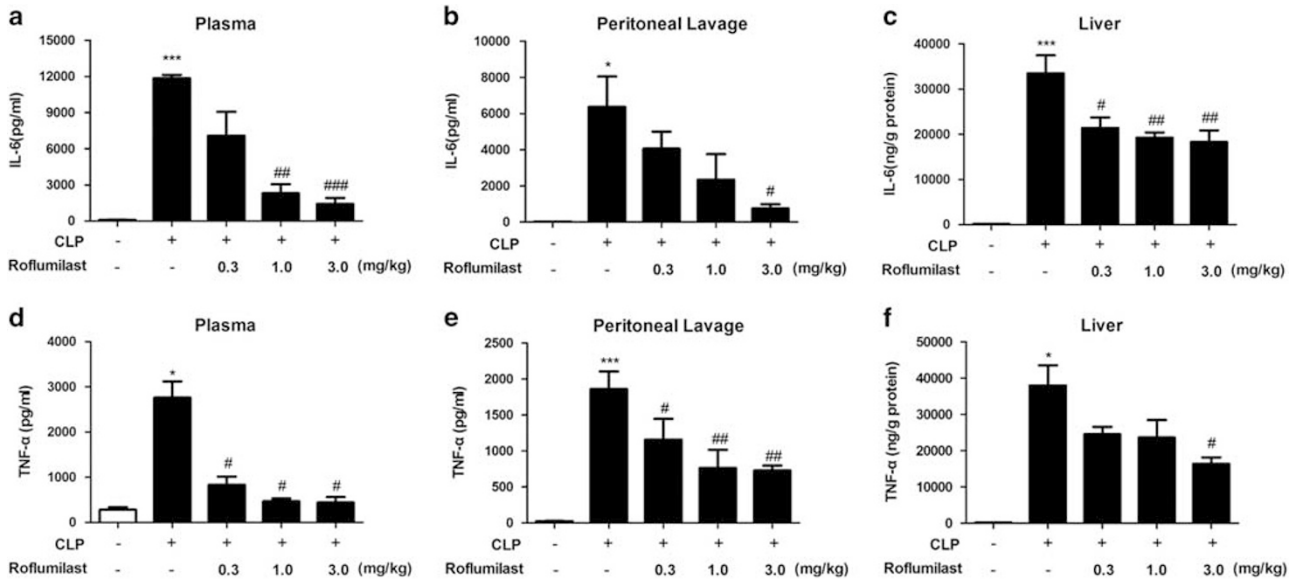 a
Plasma
IL-6(pg/ml)
15000
12000
9000
6000
3000
0
***
##
###
CLP - + + + +
Roflumilast - - 0.3 1.0 3.0 (mg/kg)
b
Peritoneal Lavage
IL-6(pg/ml)
10000
8000
6000
4000
2000
0
*
#
CLP - + + + +
Roflumilast - - 0.3 1.0 3.0 (mg/kg)
c
Liver
IL-6(ng/g protein)
40000
30000
20000
10000
0
***
#
##
##
CLP - + + + +
Roflumilast - - 0.3 1.0 3.0 (mg/kg)
d
Plasma
TNF-α (pg/ml)
4000
3000
2000
1000
0
*
#
#
#
CLP - + + + +
Roflumilast - - 0.3 1.0 3.0 (mg/kg)
e
Peritoneal Lavage
TNF-α (pg/ml)
2500
2000
1500
1000
500
0
***
#
##
##
CLP - + + + +
Roflumilast - - 0.3 1.0 3.0 (mg/kg)
f
Liver
TNF-α (ng/g protein)
50000
40000
30000
20000
10000
0
*
#
CLP - + + + +
Roflumilast - - 0.3 1.0 3.0 (mg/kg)